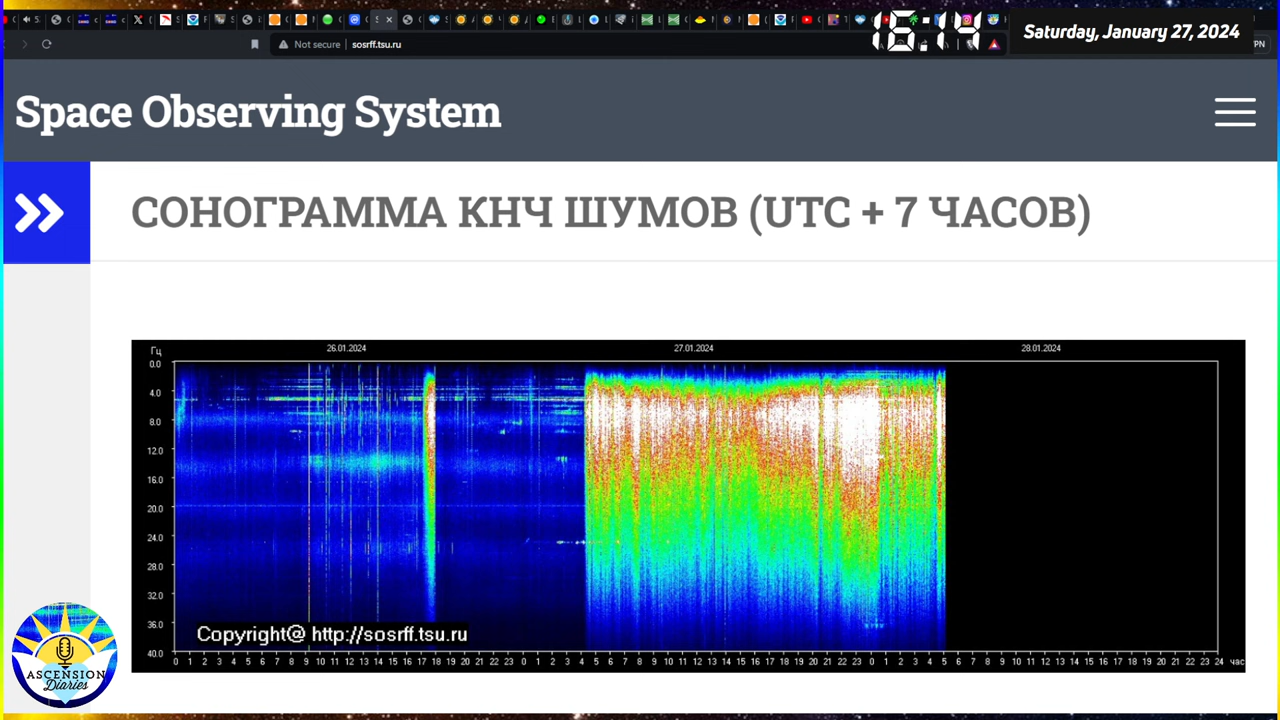 16:14
Saturday, January 27, 2024
Not secure | sosrff.tsu.ru
VPN
Space Observing System
СОНОГРАММА КНЧ ШУМОВ (UTC + 7 ЧАСОВ)
26.01.2024 27.01.2024 28.01.2024
Гц
0.0
4.0
8.0
12.0
16.0
20.0
24.0
28.0
32.0
36.0
40.0
Copyright@ http://sosrff.tsu.ru
0 1 2 3 4 5 6 7 8 9 10 11 12 13 14 15 16 17 18 19 20 21 22 23 0 1 2 3 4 5 6 7 8 9 10 11 12 13 14 15 16 17 18 19 20 21 22 23 0 1 2 3 4 5 6 7 8 9 10 11 12 13 14 15 16 17 18 19 20 21 22 23 24 час
ASCENSION
Diaries